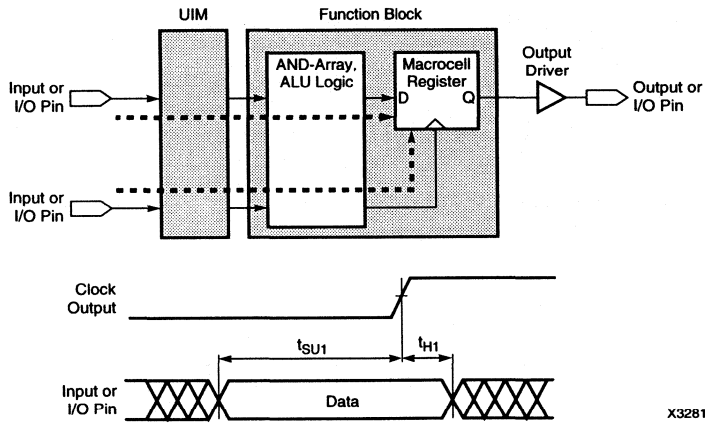 UIM
Function Block
AND-Array,
ALU Logic
Macrocell
Register
D
Q
Output
Driver
Input or
I/O Pin
Output or
I/O Pin
Input or
I/O Pin
Clock
Output
tSU1
tH1
Input or
I/O Pin
Data
X3281